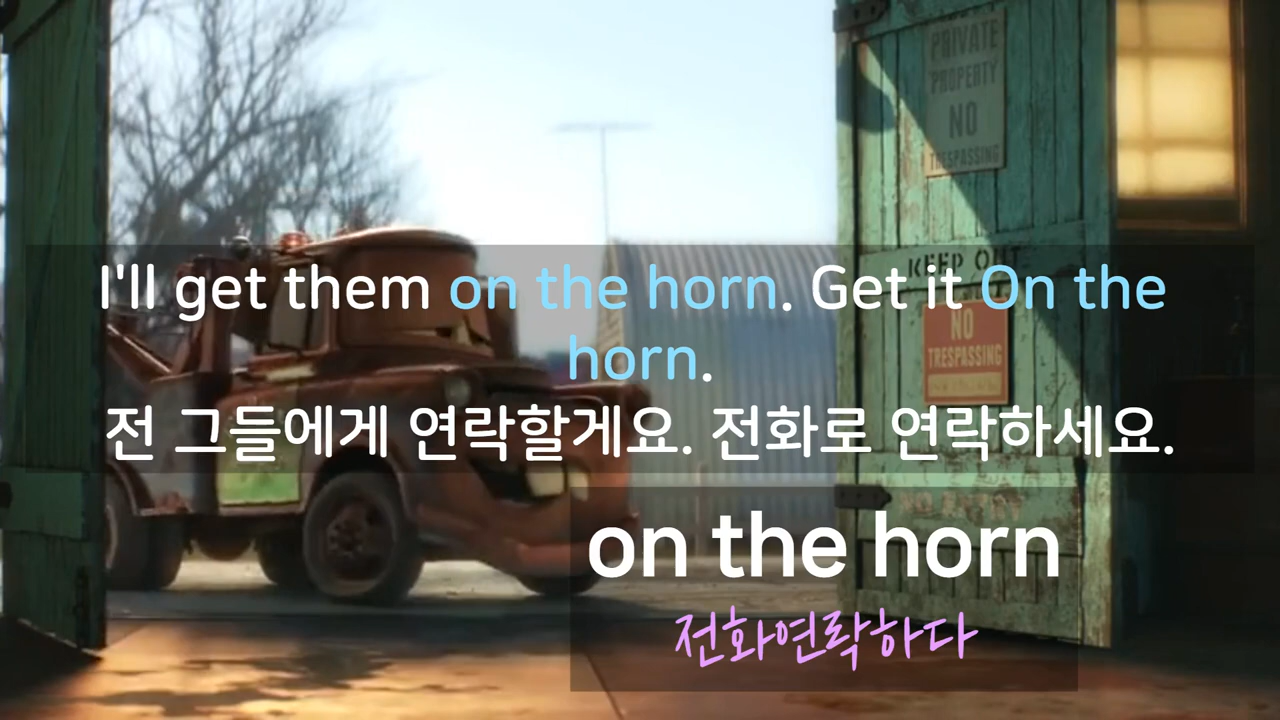 PRIVATE
PROPERTY
NO
TRESPASSING
KEEP OUT
I'll get them on the horn. Get it On the
horn.
NO
TRESPASSING
전 그들에게 연락할게요. 전화로 연락하세요.
NO ENTRY
on the horn
전화연락하다